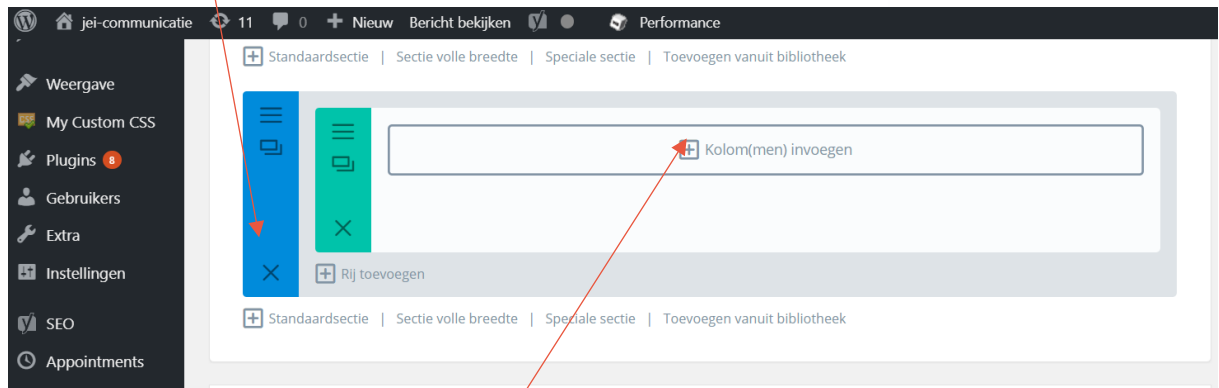 jei-communicatie 11 0 Nieuw Bericht bekijken Performance
Standaardsectie | Sectie volle breedte | Speciale sectie | Toevoegen vanuit bibliotheek
Weergave
My Custom CSS
Plugins 8
Gebruikers
Extra
Instellingen
SEO
Appointments
Kolom(men) invoegen
Rij toevoegen
Standaardsectie | Sectie volle breedte | Speciale sectie | Toevoegen vanuit bibliotheek